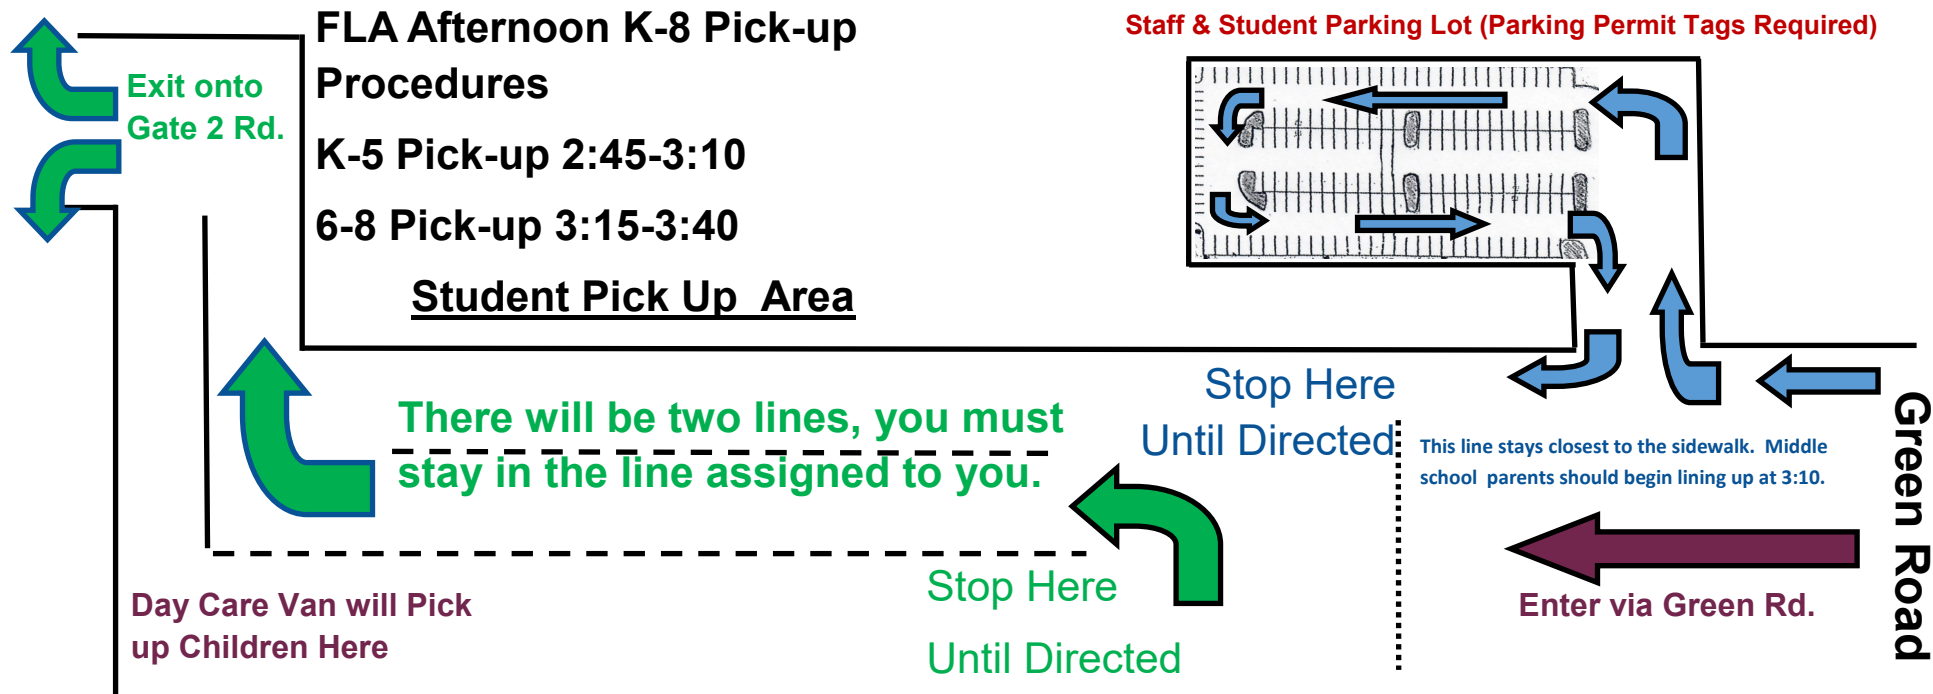 FLA Afternoon K-8 Pick-up
Procedures
K-5 Pick-up 2:45-3:10
6-8 Pick-up 3:15-3:40
Student Pick Up Area
Staff & Student Parking Lot (Parking Permit Tags Required)
Exit onto
Gate 2 Rd.
Stop Here
Until Directed
This line stays closest to the sidewalk. Middle
school parents should begin lining up at 3:10.
Green Road
There will be two lines, you must
stay in the line assigned to you.
Stop Here
Until Directed
Enter via Green Rd.
Day Care Van will Pick
up Children Here